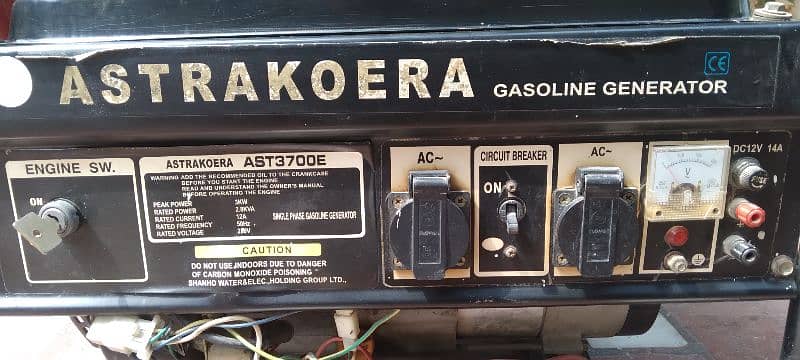 ASTRAKOERA GASOLINE GENERATOR CE
ENGINE SW.
ON
ASTRAKOERA AST3700E
WARNING ADD THE RECOMMENDED OIL TO THE CRANKCASE
BEFORE YOU START THE ENGINE
READ AND UNDERSTAND THE OWNER'S MANUAL
BEFORE OPERATING THE ENGINE
PEAK POWER 3KW
RATED POWER 2.8KVA
RATED CURRENT 12A SINGLE PHASE GASOLINE GENERATOR
RATED FREQUENCY 50Hz
RATED VOLTAGE
CAUTION
DO NOT USE INDOORS DUE TO DANGER
OF CARBON MONOXIDE POISONING
SHANHO WATER&ELEC.,HOLDING GROUP LTD.,
AC~
CIRCUIT BREAKER
ON
AC~
V
DC12V 14A